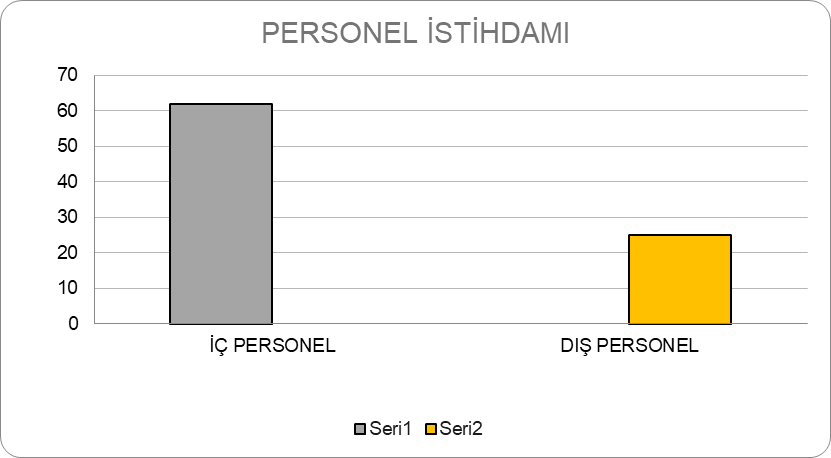 PERSONEL İSTİHDAMI
70
60
50
40
30
20
10
0
İÇ PERSONEL
DIŞ PERSONEL
Seri1
Seri2